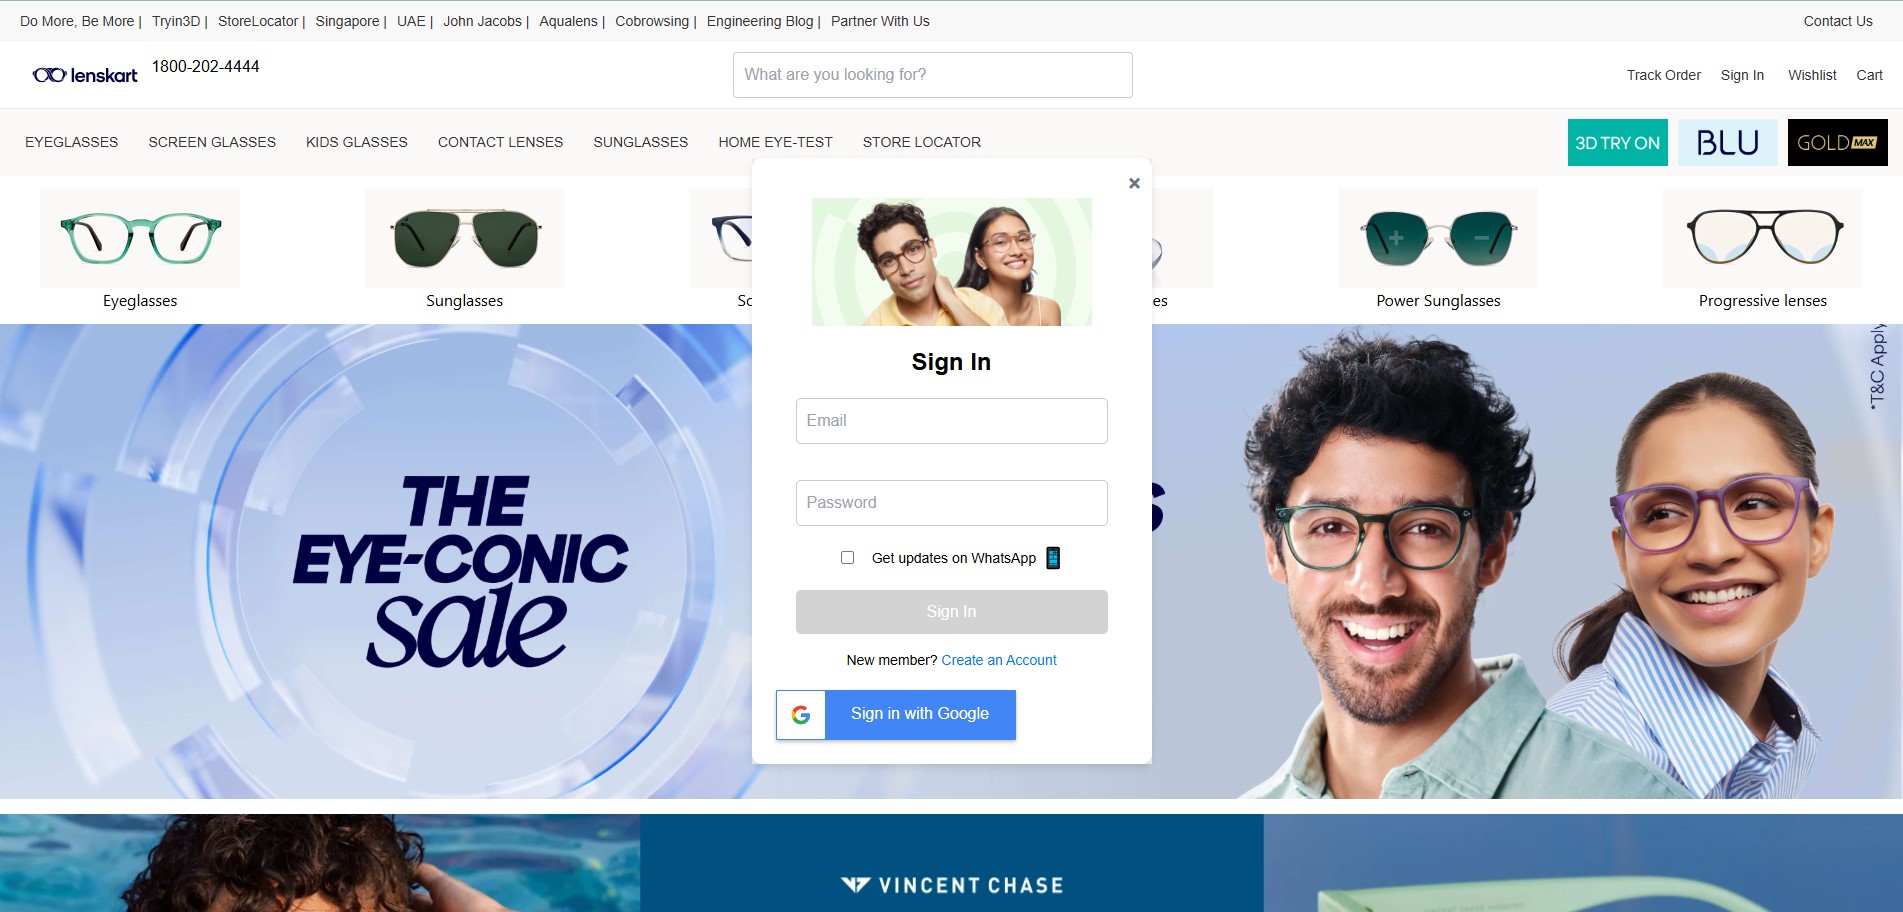 Do More, Be More | Tryin3D | StoreLocator | Singapore | UAE | John Jacobs | Aqualens | Cobrowsing | Engineering Blog | Partner With Us Contact Us
lenskart 1800-202-4444 What are you looking for? Track Order Sign In Wishlist Cart
EYEGLASSES SCREEN GLASSES KIDS GLASSES CONTACT LENSES SUNGLASSES HOME EYE-TEST STORE LOCATOR 3D TRY ON BLU GOLD MAX
Eyeglasses Sunglasses Sc es Power Sunglasses Progressive lenses
*T&C Apply
THE
EYE-CONIC
sale
S
×
Sign In
Email
Password
Get updates on WhatsApp
Sign In
New member? Create an Account
G Sign in with Google
VINCENT CHASE